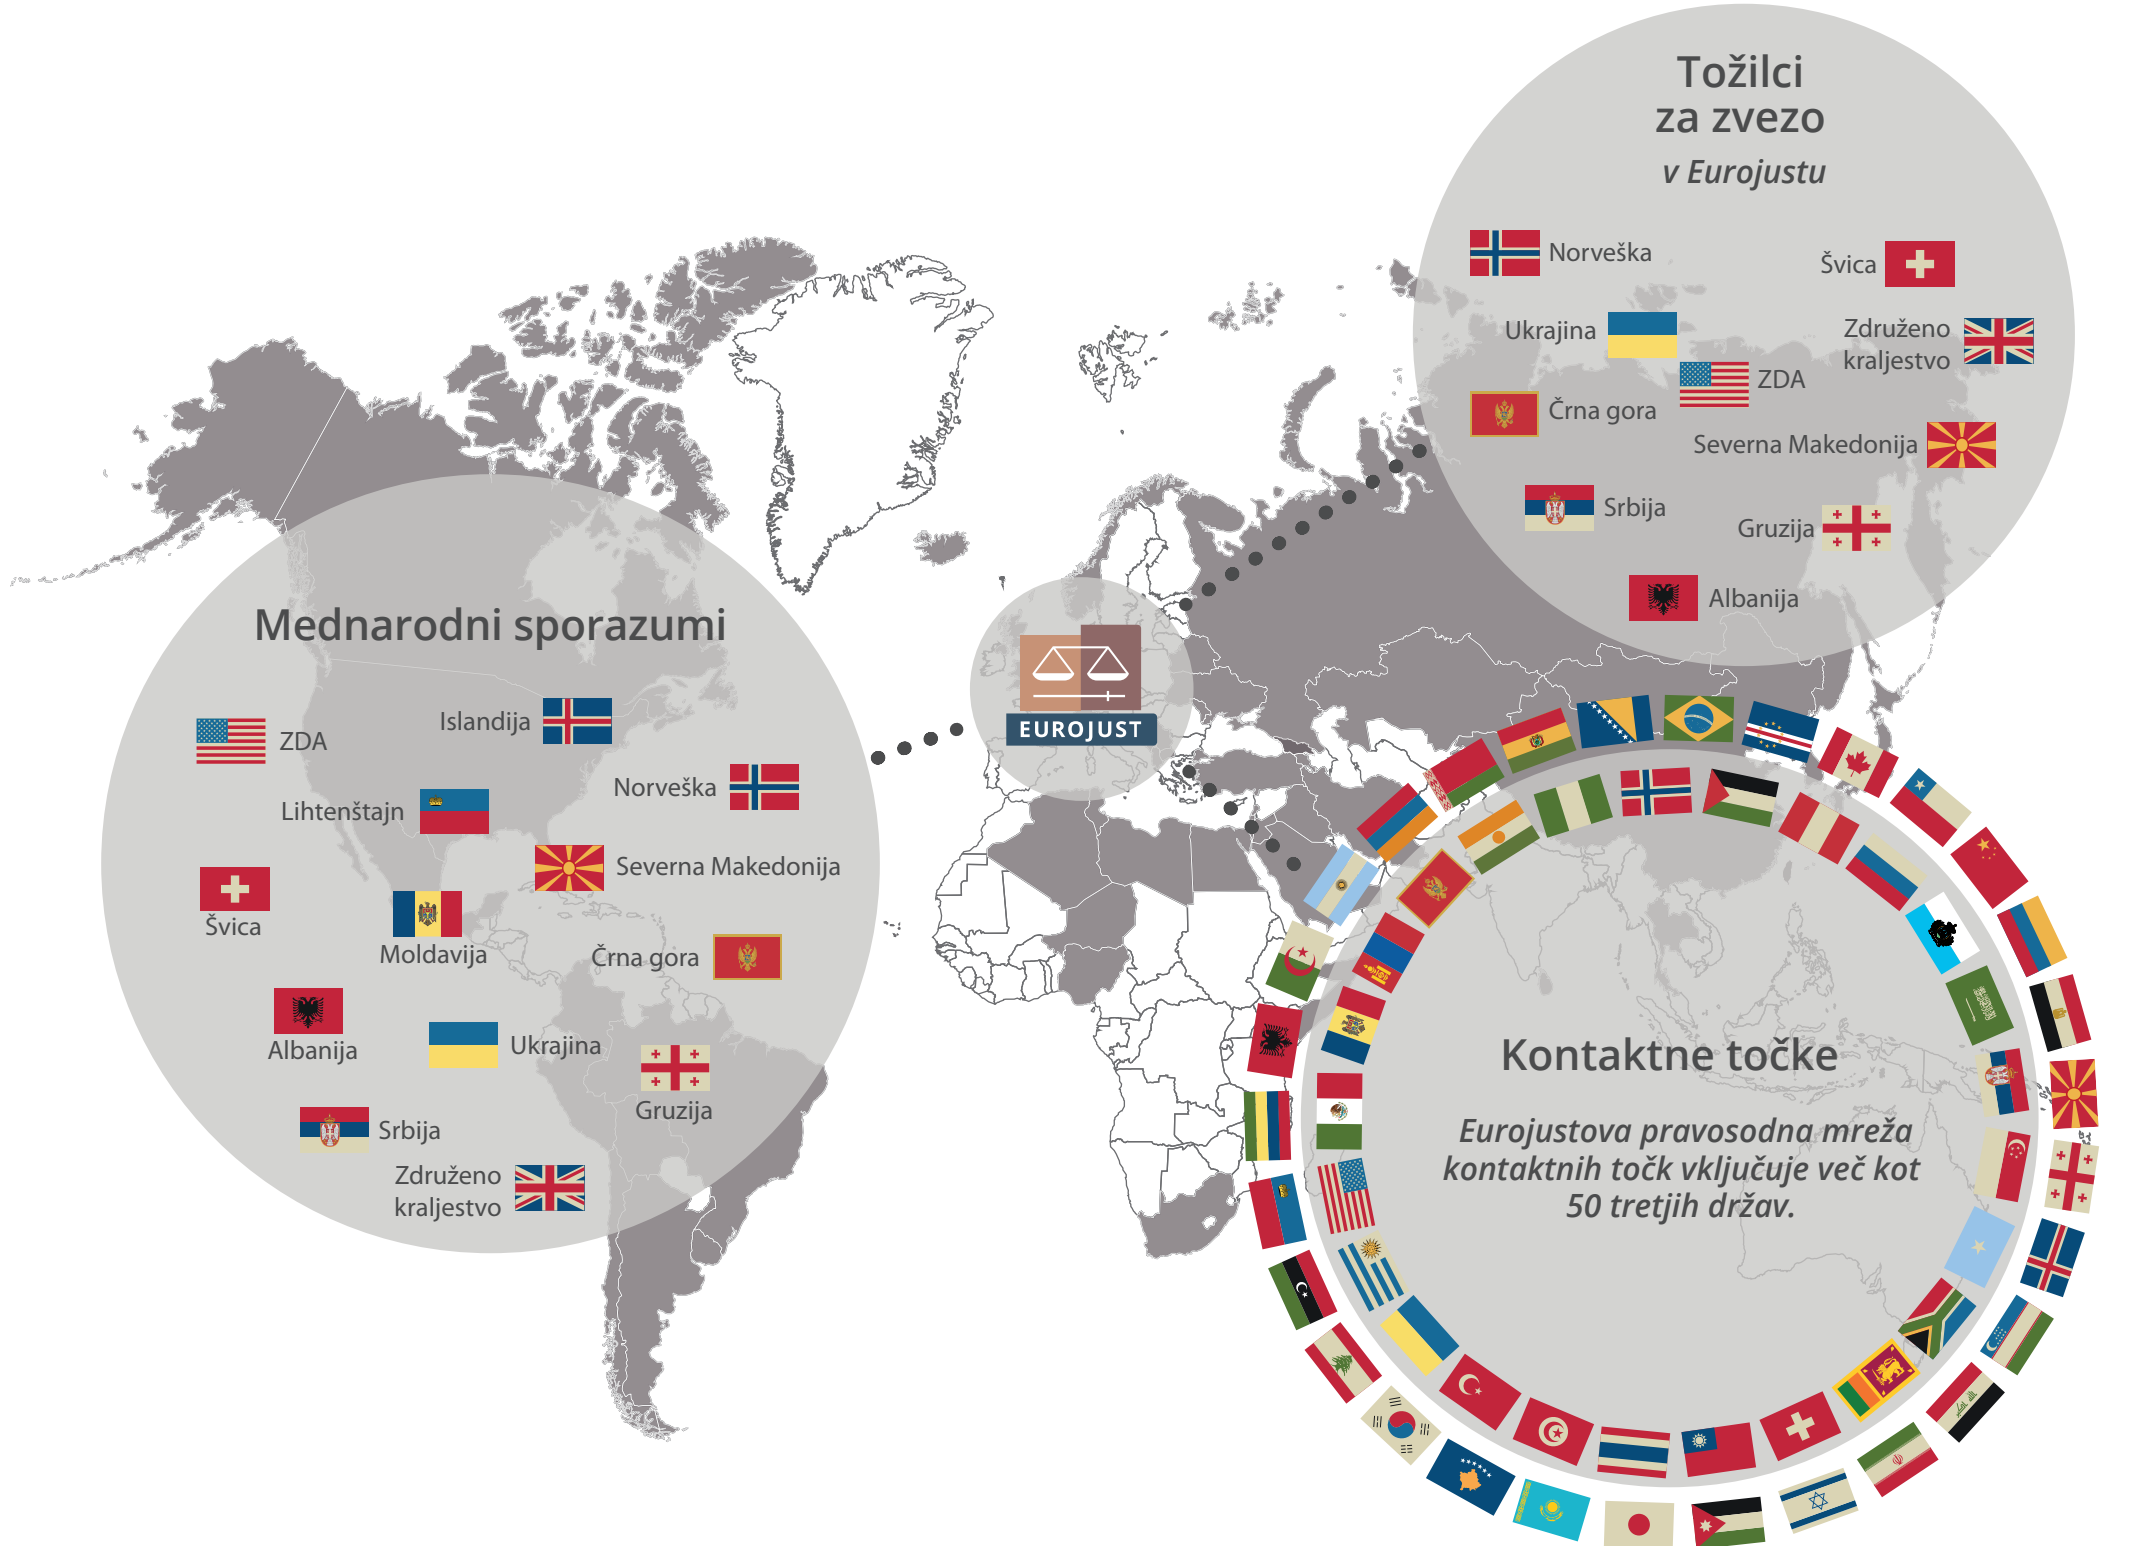 Tožilci
za zvezo
v Eurojustu
Norveška
Švica
Ukrajina
Združeno
kraljestvo
ZDA
Črna gora
Severna Makedonija
Srbija
Gruzija
Albanija
Mednarodni sporazumi
ZDA
Islandija
Norveška
Lihtenštajn
Severna Makedonija
Švica
Moldavija
Črna gora
Albanija
Ukrajina
Gruzija
Srbija
Združeno
kraljestvo
EUROJUST
Kontaktne točke
Eurojustova pravosodna mreža
kontaktnih točk vključuje več kot
50 tretjih držav.